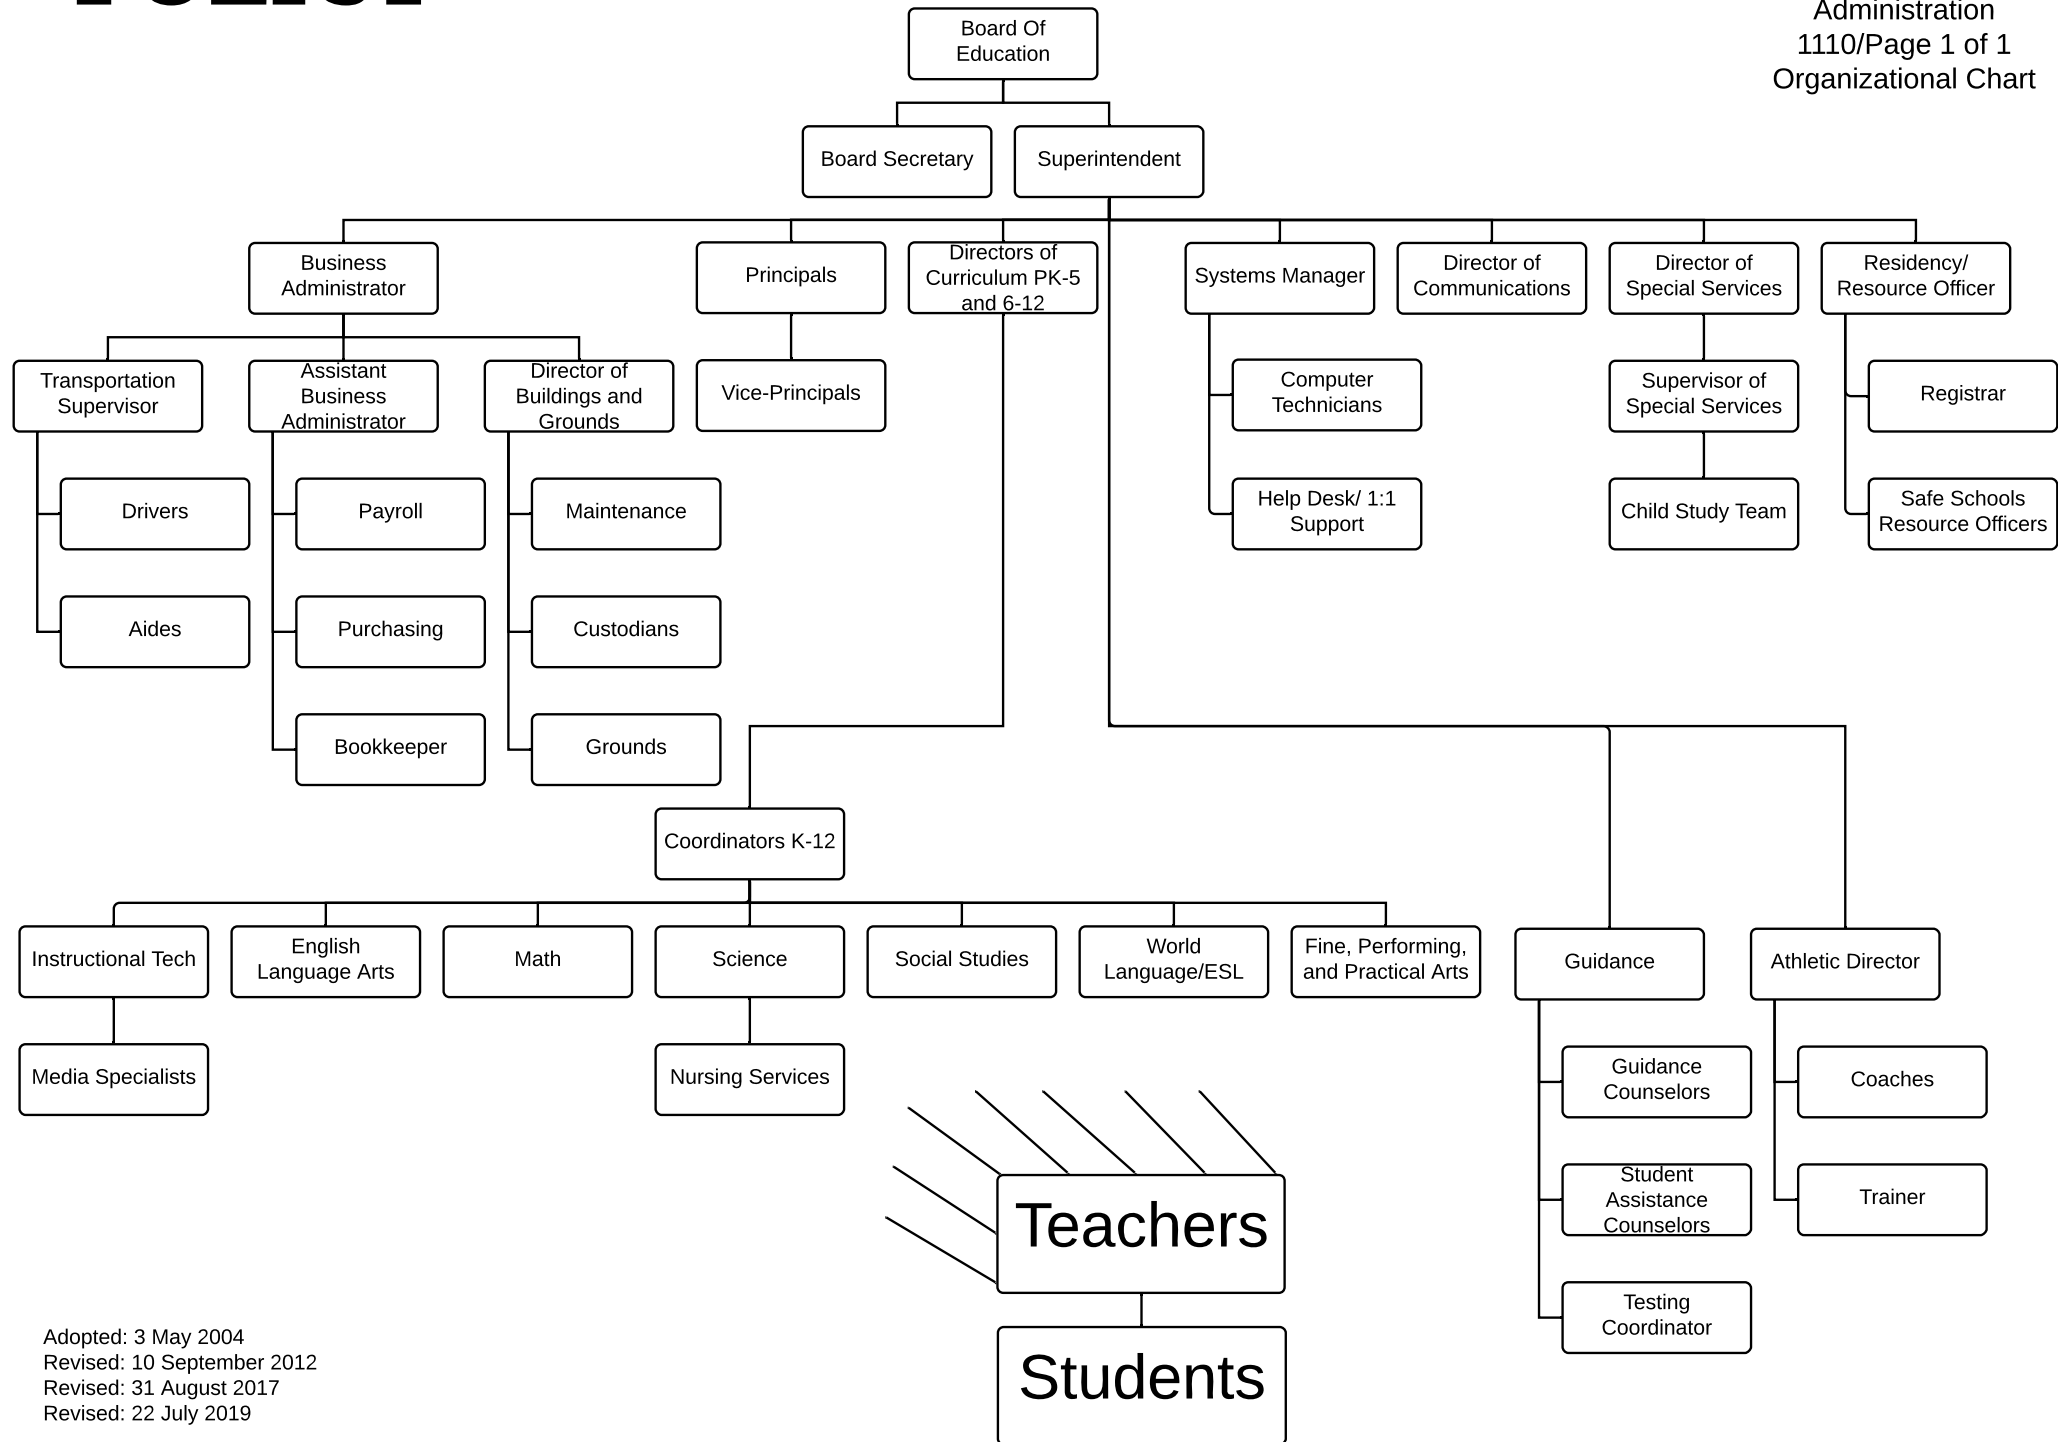 Administration
1110/Page 1 of 1
Organizational Chart
Board Of
Education
Board Secretary
Superintendent
Business
Administrator
Principals
Directors of
Curriculum PK-5
and 6-12
Systems Manager
Director of
Communications
Director of
Special Services
Residency/
Resource Officer
Transportation
Supervisor
Assistant
Business
Administrator
Director of
Buildings and
Grounds
Vice-Principals
Computer
Technicians
Supervisor of
Special Services
Registrar
Drivers
Payroll
Maintenance
Help Desk/ 1:1
Support
Child Study Team
Safe Schools
Resource Officers
Aides
Purchasing
Custodians
Bookkeeper
Grounds
Coordinators K-12
Instructional Tech
English
Language Arts
Math
Science
Social Studies
World
Language/ESL
Fine, Performing,
and Practical Arts
Guidance
Athletic Director
Media Specialists
Nursing Services
Guidance
Counselors
Coaches
Student
Assistance
Counselors
Trainer
Teachers
Testing
Coordinator
Students
Adopted: 3 May 2004
Revised: 10 September 2012
Revised: 31 August 2017
Revised: 22 July 2019